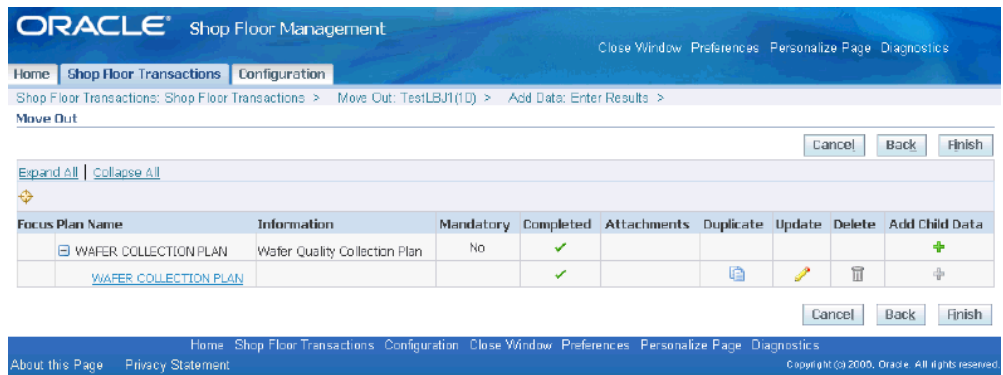 ORACLE® Shop Floor Management
Close Window Preferences Personalize Page Diagnostics
Home Shop Floor Transactions Configuration
Shop Floor Transactions: Shop Floor Transactions > Move Out: TestLBJ1(10) > Add Data: Enter Results >
Move Out
Cancel Back Finish
Expand All | Collapse All
Focus Plan Name Information Mandatory Completed Attachments Duplicate Update Delete Add Child Data
WAFER COLLECTION PLAN Wafer Quality Collection Plan No
WAFER COLLECTION PLAN
Cancel Back Finish
Home Shop Floor Transactions Configuration Close Window Preferences Personalize Page Diagnostics
About this Page Privacy Statement Copyright (c) 2006, Oracle. All rights reserved.